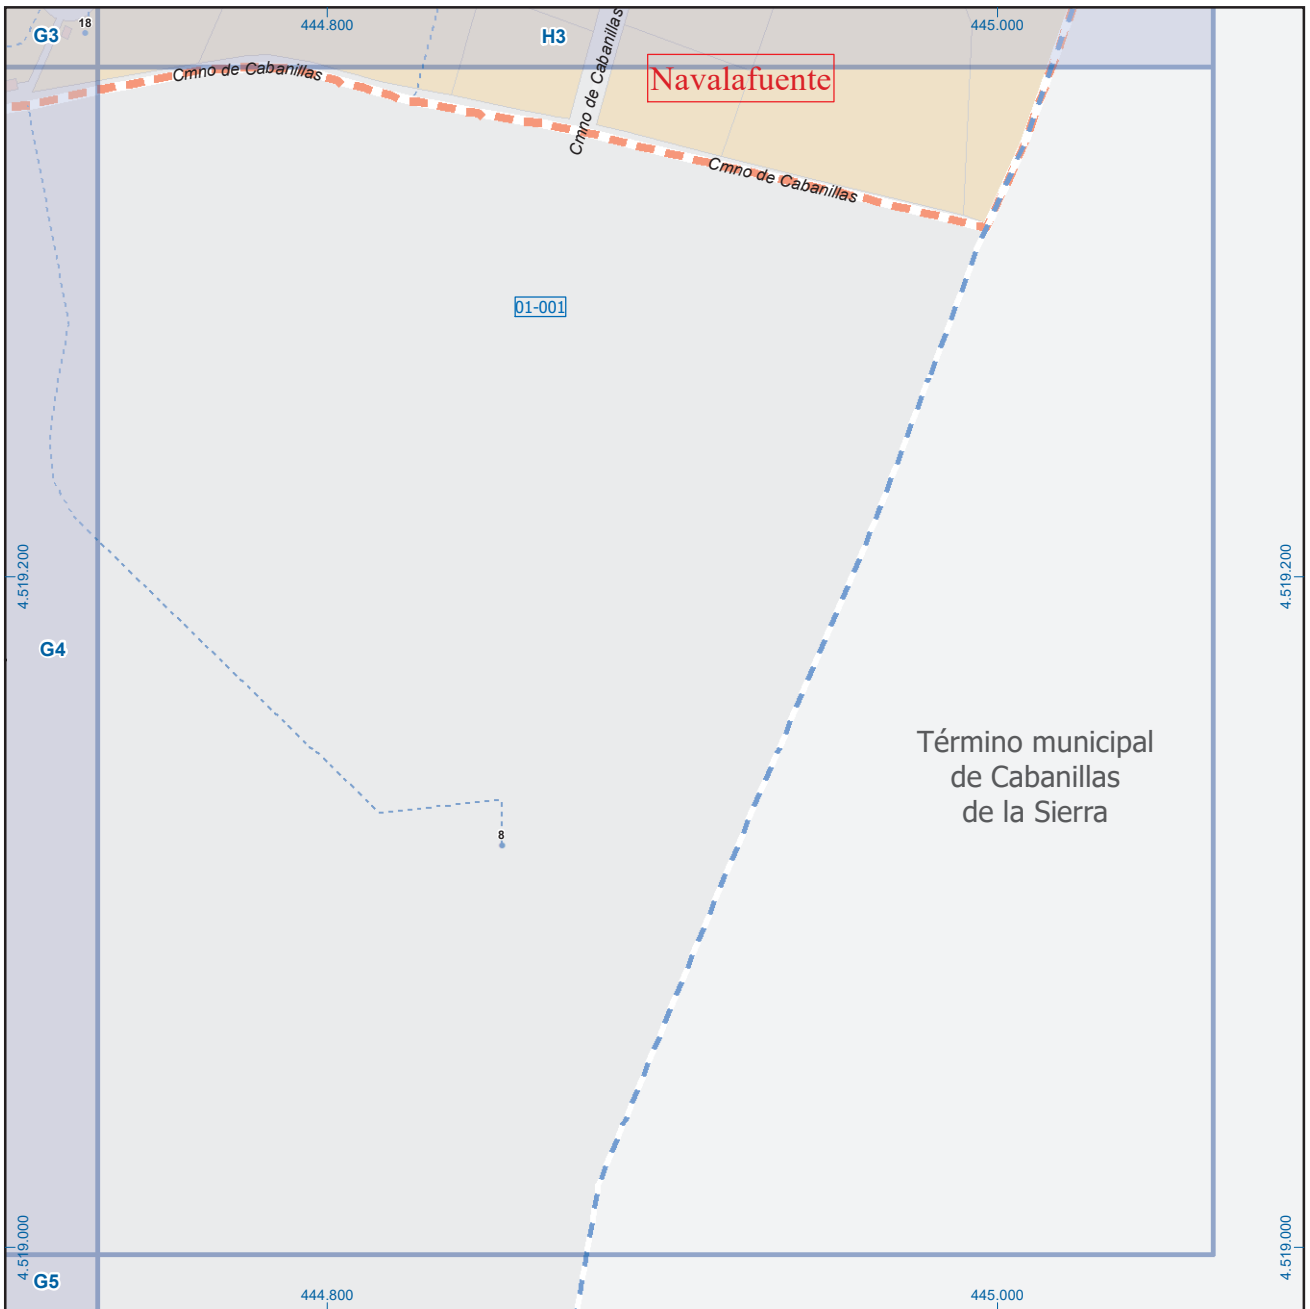 444.800
445.000
G3
18
H3
Cmno de Cabanillas
Cmno de Cabanillas
Navalafuente
Cmno de Cabanillas
01-001
4.519.200
4.519.200
G4
Término municipal
de Cabanillas
de la Sierra
8
4.519.000
4.519.000
G5
444.800
445.000